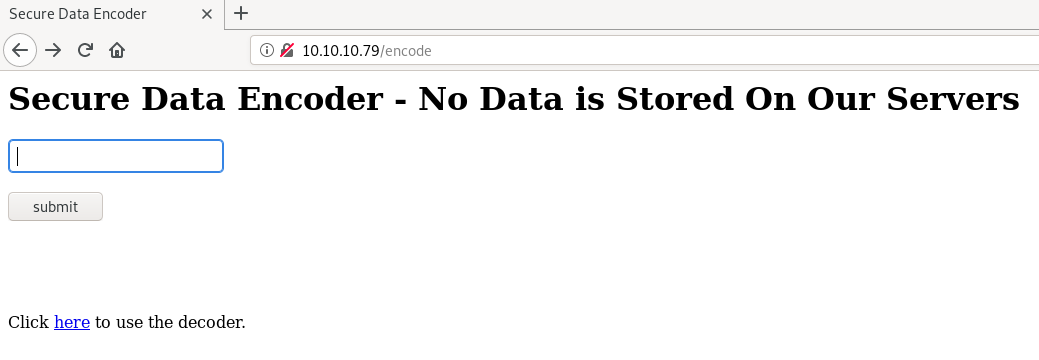 Secure Data Encoder
10.10.10.79/encode
Secure Data Encoder - No Data is Stored On Our Servers
submit
Click here to use the decoder.